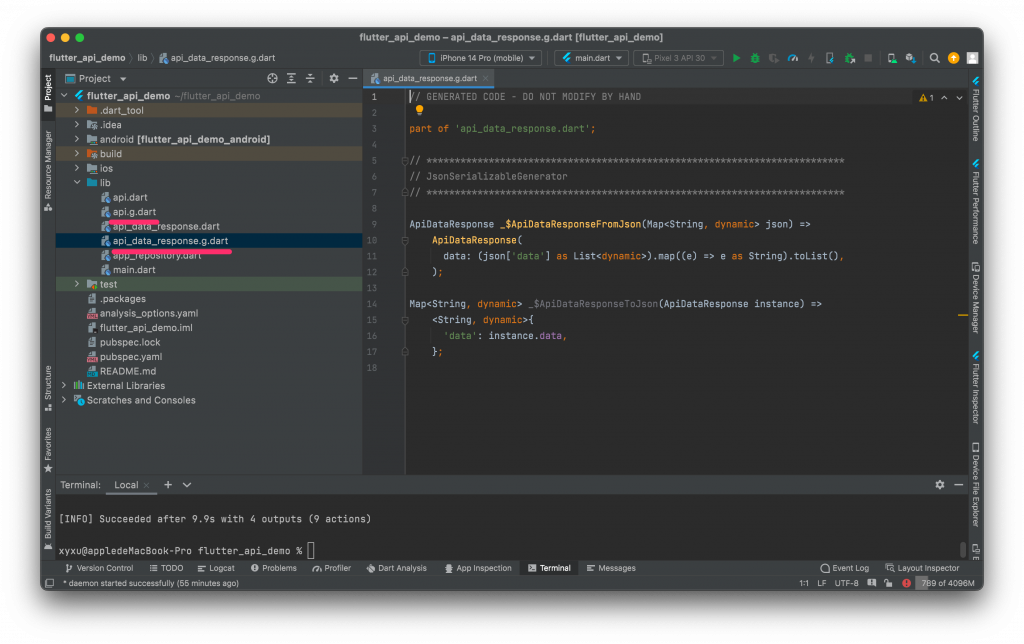 flutter_api_demo – api_data_response.g.dart [flutter_api_demo]
flutter_api_demo › lib › api_data_response.g.dart
iPhone 14 Pro (mobile)
main.dart
Pixel 3 API 30
Project
api_data_response.g.dart
flutter_api_demo ~/flutter_api_demo
.dart_tool
.idea
android [flutter_api_demo_android]
build
ios
lib
api.dart
api.g.dart
api_data_response.dart
api_data_response.g.dart
app_repository.dart
main.dart
test
.packages
analysis_options.yaml
flutter_api_demo.iml
pubspec.lock
pubspec.yaml
README.md
External Libraries
Scratches and Consoles
1 // GENERATED CODE - DO NOT MODIFY BY HAND
2
3 part of 'api_data_response.dart';
4
5 // **************************************************************************
6 // JsonSerializableGenerator
7 // **************************************************************************
8
9 ApiDataResponse _$ApiDataResponseFromJson(Map<String, dynamic> json) =>
10 ApiDataResponse(
11 data: (json['data'] as List<dynamic>).map((e) => e as String).toList(),
12 );
13
14 Map<String, dynamic> _$ApiDataResponseToJson(ApiDataResponse instance) =>
15 <String, dynamic>{
16 'data': instance.data,
17 };
18
1
Project
Resource Manager
Structure
Favorites
Build Variants
Flutter Outline
Flutter Performance
Device Manager
Flutter Inspector
Device File Explorer
Terminal: Local
[INFO] Succeeded after 9.9s with 4 outputs (9 actions)
xyxu@appledeMacBook-Pro flutter_api_demo %
Version Control
TODO
Logcat
Problems
Profiler
Dart Analysis
App Inspection
Terminal
Messages
Event Log
Layout Inspector
* daemon started successfully (55 minutes ago)
1:1 LF UTF-8
789 of 4096M